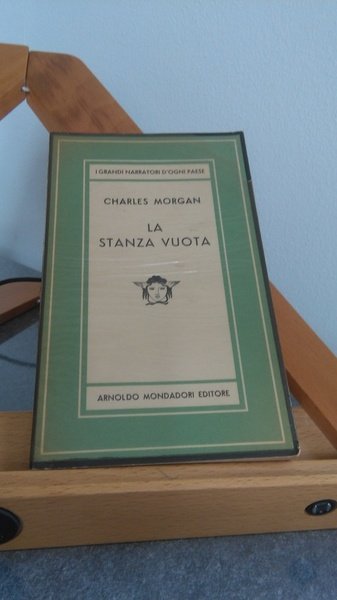 I GRANDI NARRATORI D'OGNI PAESE
CHARLES MORGAN
LA
STANZA VUOTA
ARNOLDO MONDADORI EDITORE